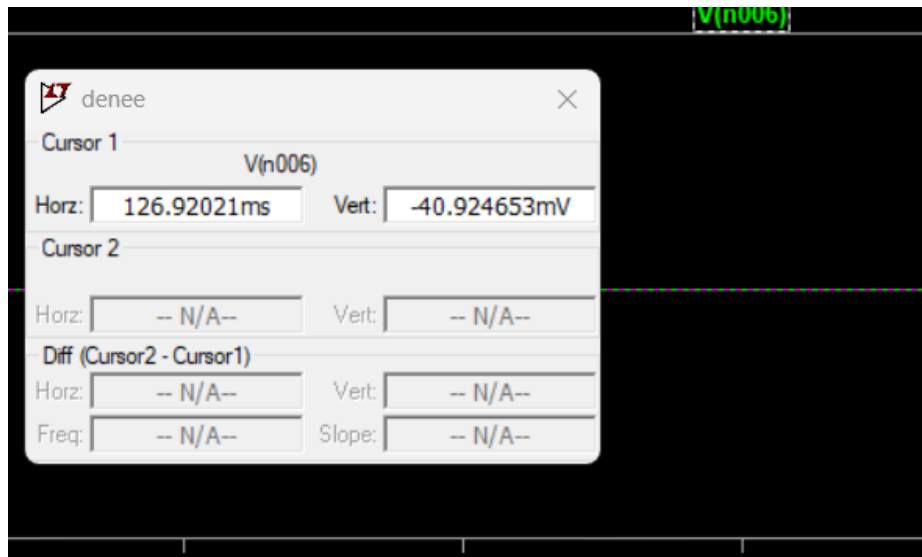 V(n006)
denee
Cursor 1
V(n006)
Horz: 126.92021ms Vert: -40.924653mV
Cursor 2
Horz: -- N/A-- Vert: -- N/A--
Diff (Cursor2 - Cursor1)
Horz: -- N/A-- Vert: -- N/A--
Freq: -- N/A-- Slope: -- N/A--